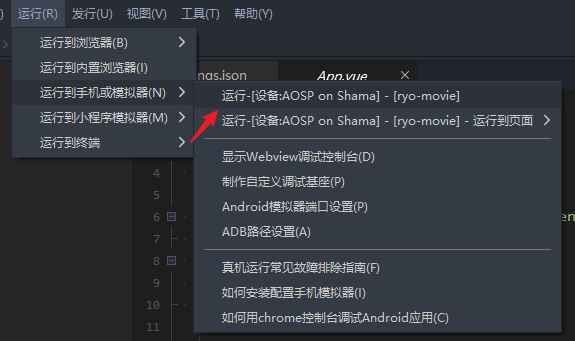 运行(R) 发行(U) 视图(V) 工具(T) 帮助(Y)
运行到浏览器(B)
运行到内置浏览器(I)
ngs.json App.vue
运行到手机或模拟器(N)
运行-[设备:AOSP on Shama] - [ryo-movie]
运行到小程序模拟器(M)
运行-[设备:AOSP on Shama] - [ryo-movie] - 运行到页面
运行到终端
显示Webview调试控制台(D)
4
制作自定义调试基座(P)
5
Android模拟器端口设置(P)
6
en
ADB路径设置(A)
7
8
真机运行常见故障排除指南(F)
9
如何安装配置手机模拟器(I)
10
如何用chrome控制台调试Android应用(C)
11